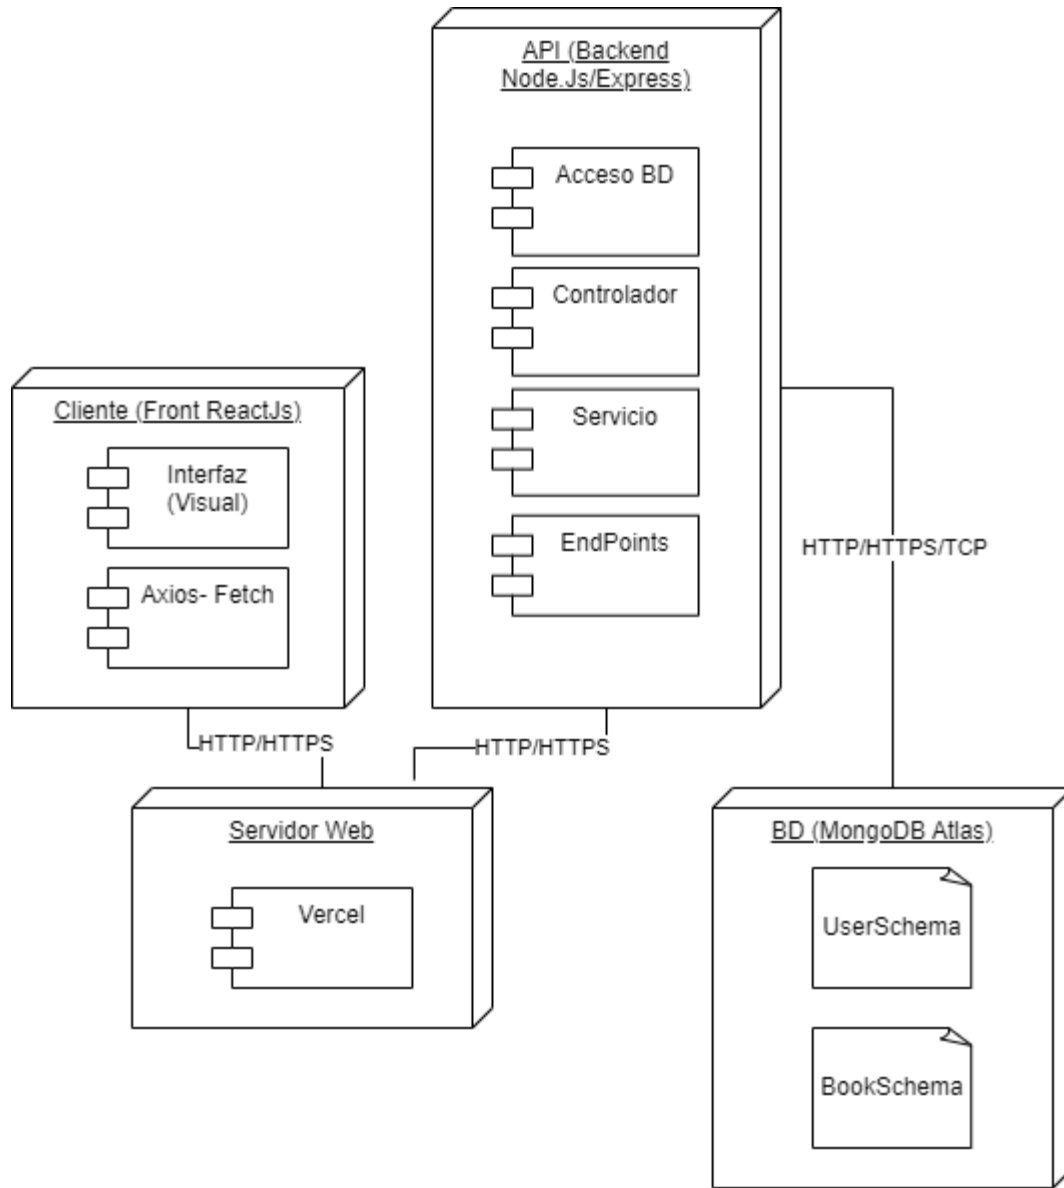 API (Backend
Node.Js/Express)
Acceso BD
Controlador
Servicio
EndPoints
Cliente (Front ReactJs)
Interfaz
(Visual)
Axios- Fetch
HTTP/HTTPS/TCP
HTTP/HTTPS
HTTP/HTTPS
Servidor Web
Vercel
BD (MongoDB Atlas)
UserSchema
BookSchema